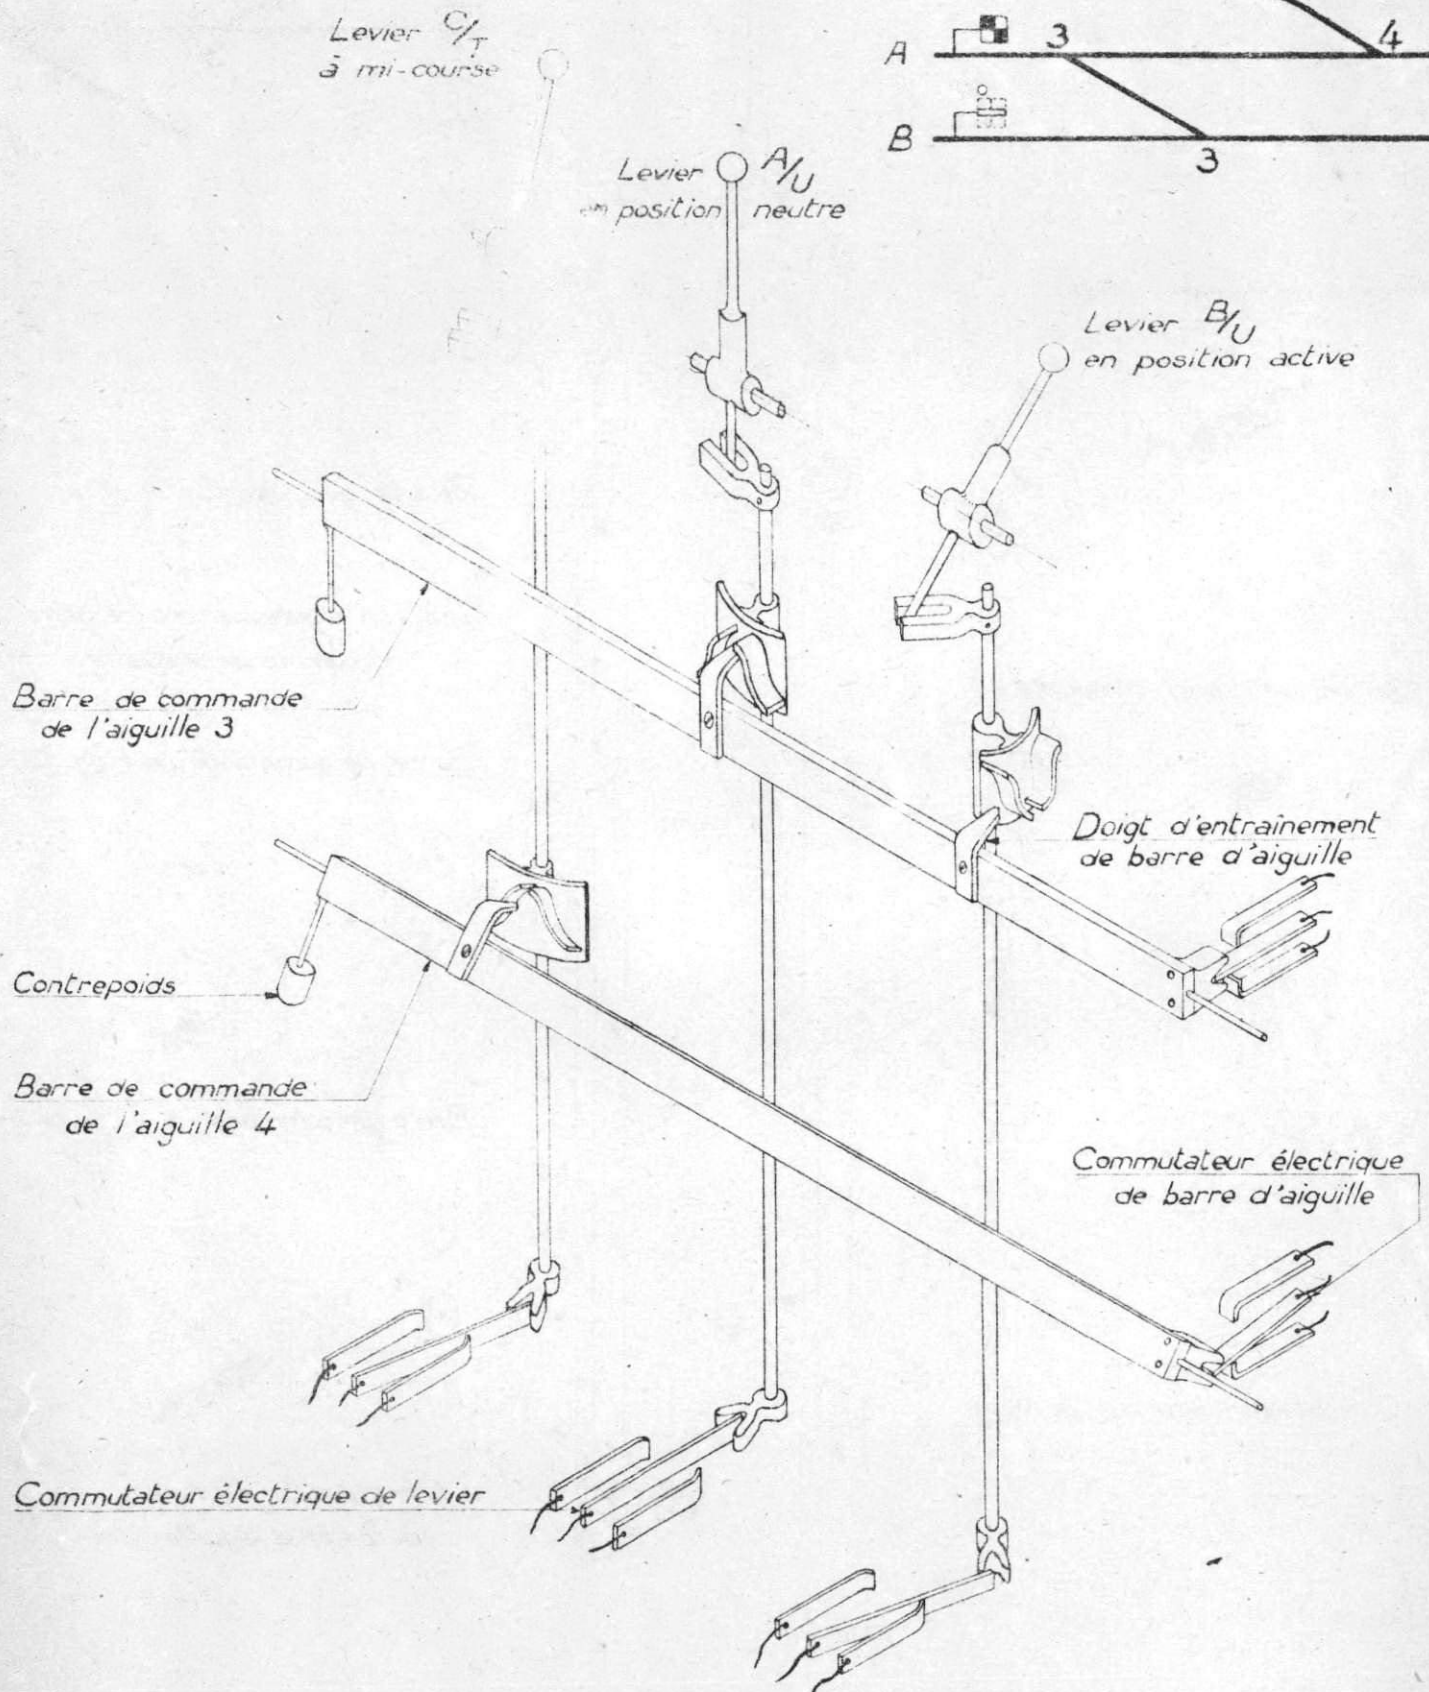 Levier C/T
à mi-course
A 3 4
B 3
Levier A/U
en position neutre
Levier B/U
en position active
Barre de commande
de l'aiguille 3
Doigt d'entraînement
de barre d'aiguille
Contrepoids
Barre de commande
de l'aiguille 4
Commutateur électrique
de barre d'aiguille
Commutateur électrique de levier